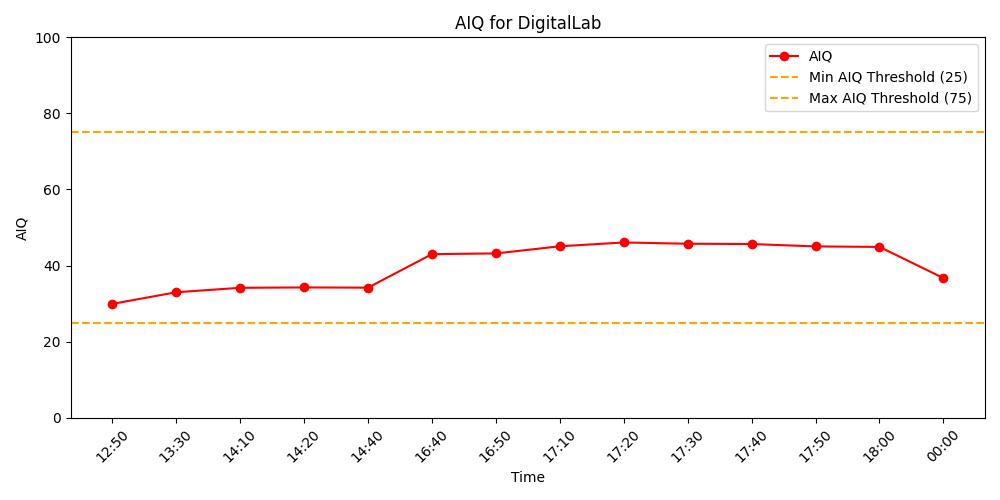 AIQ for DigitalLab
AIQ
Min AIQ Threshold (25)
Max AIQ Threshold (75)
100
80
60
40
20
0
AIQ
12:50 13:30 14:10 14:20 14:40 16:40 16:50 17:10 17:20 17:30 17:40 17:50 18:00 00:00
Time